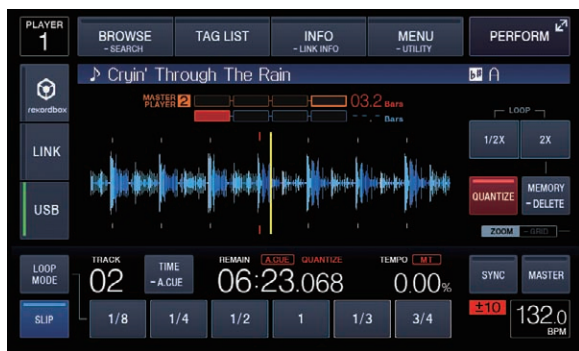 PLAYER
1
BROWSE
– SEARCH
TAG LIST
INFO
– LINK INFO
MENU
– UTILITY
PERFORM
rekordbox
♪ Cryin' Through The Rain
A
MASTER
PLAYER 2
03.2 Bars
--.- Bars
LOOP
1/2X
2X
LINK
QUANTIZE
MEMORY
– DELETE
USB
ZOOM
– GRID
LOOP
MODE
TRACK
02
TIME
– A.CUE
REMAIN
A.CUE
QUANTIZE
06:23.068
TEMPO
MT
0.00%
SYNC
MASTER
SLIP
1/8
1/4
1/2
1
1/3
3/4
±10
132.0
BPM